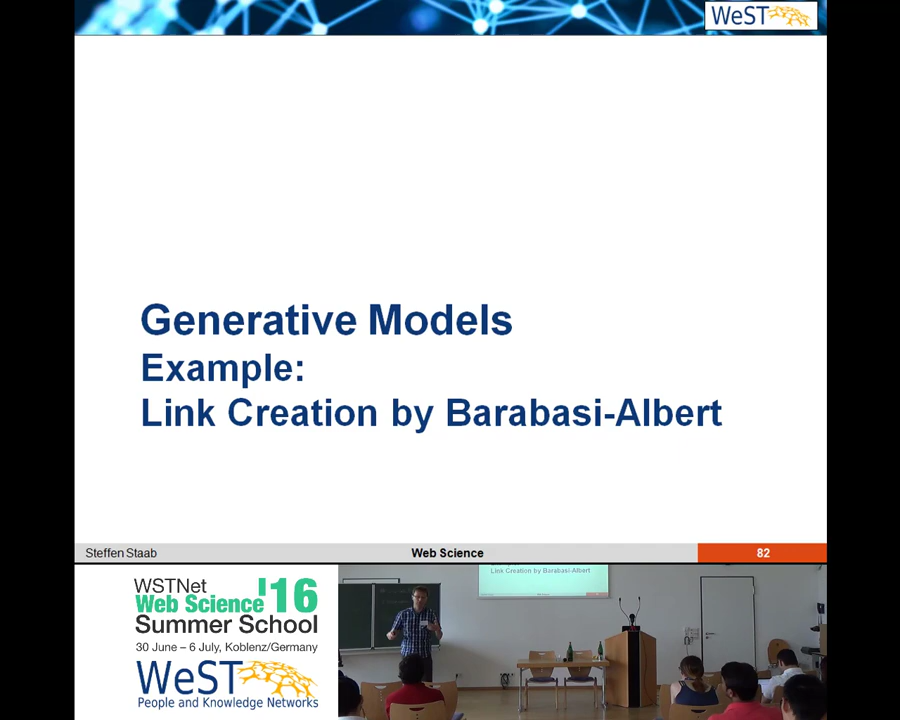 WeST
Generative Models
Example:
Link Creation by Barabasi-Albert
Steffen Staab
Web Science
82
WSTNet
Web Science '16
Summer School
30 June – 6 July, Koblenz/Germany
WeST
People and Knowledge Networks
Link Creation by Barabasi-Albert